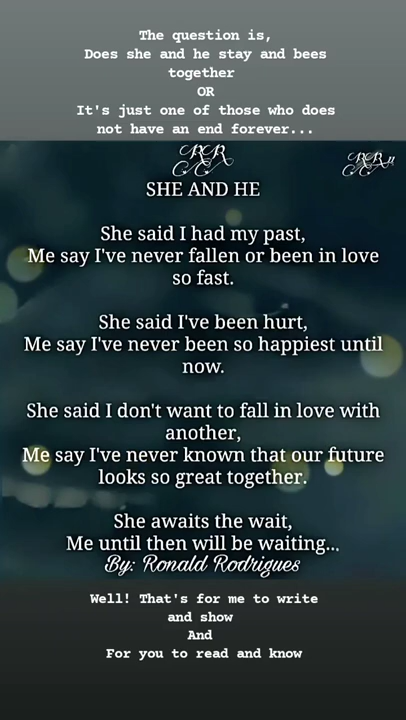 The question is,
Does she and he stay and bees
together
OR
It's just one of those who does
not have an end forever...
RR
RR
SHE AND HE
She said I had my past,
Me say I've never fallen or been in love
so fast.
She said I've been hurt,
Me say I've never been so happiest until
now.
She said I don't want to fall in love with
another,
Me say I've never known that our future
looks so great together.
She awaits the wait,
Me until then will be waiting...
By: Ronald Rodrigues
Well! That's for me to write
and show
And
For you to read and know